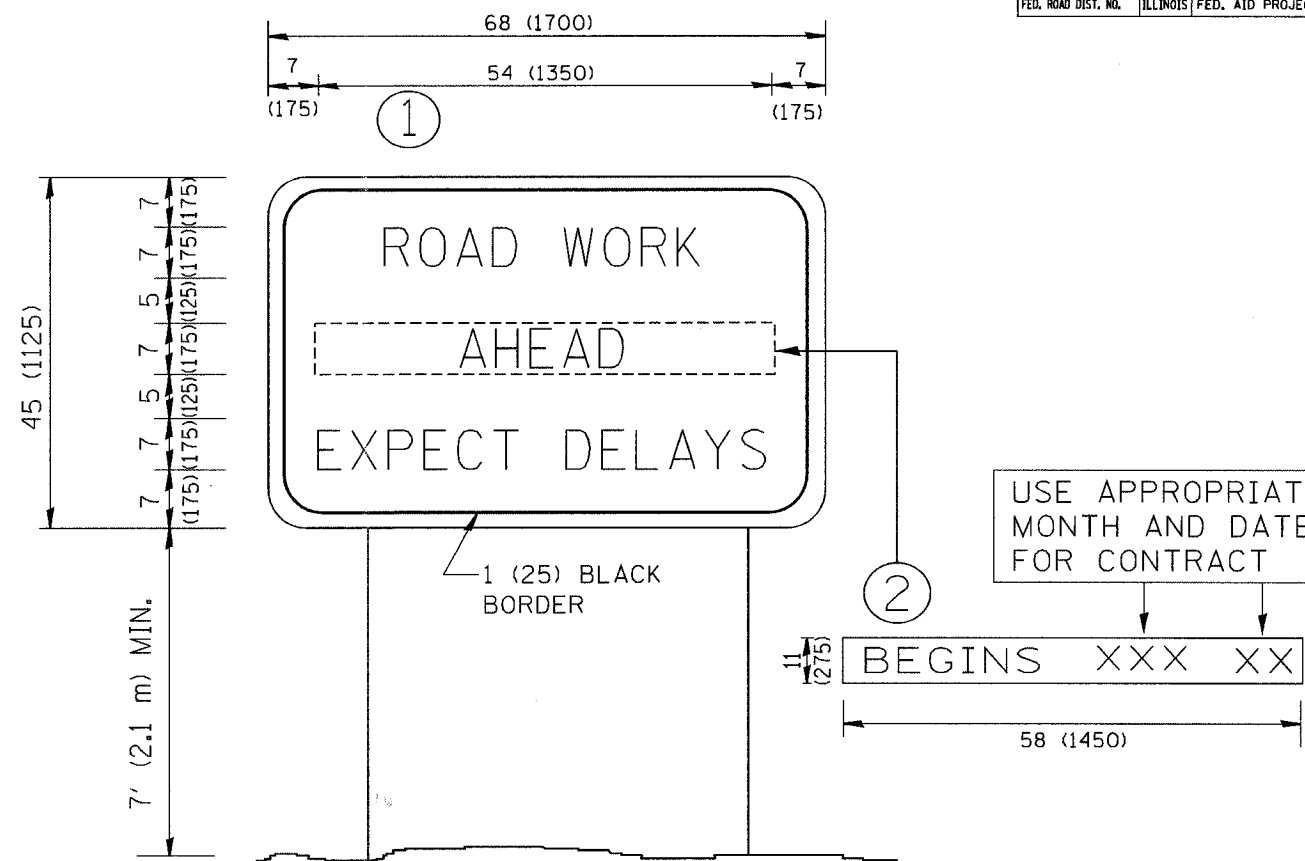 FED. ROAD DIST. NO. ILLINOIS FED. AID PROJEC
68 (1700)
7 54 (1350) 7
(175) (175)
1
45 (1125)
7 (175)
7 (175)
5 (125)
7 (175)
5 (125)
7 (175)
7 (175)
ROAD WORK
AHEAD
EXPECT DELAYS
1 (25) BLACK
BORDER
7' (2.1 m) MIN.
2
USE APPROPRIAT
MONTH AND DATE
FOR CONTRACT
11 (275)
BEGINS XXX XX
58 (1450)